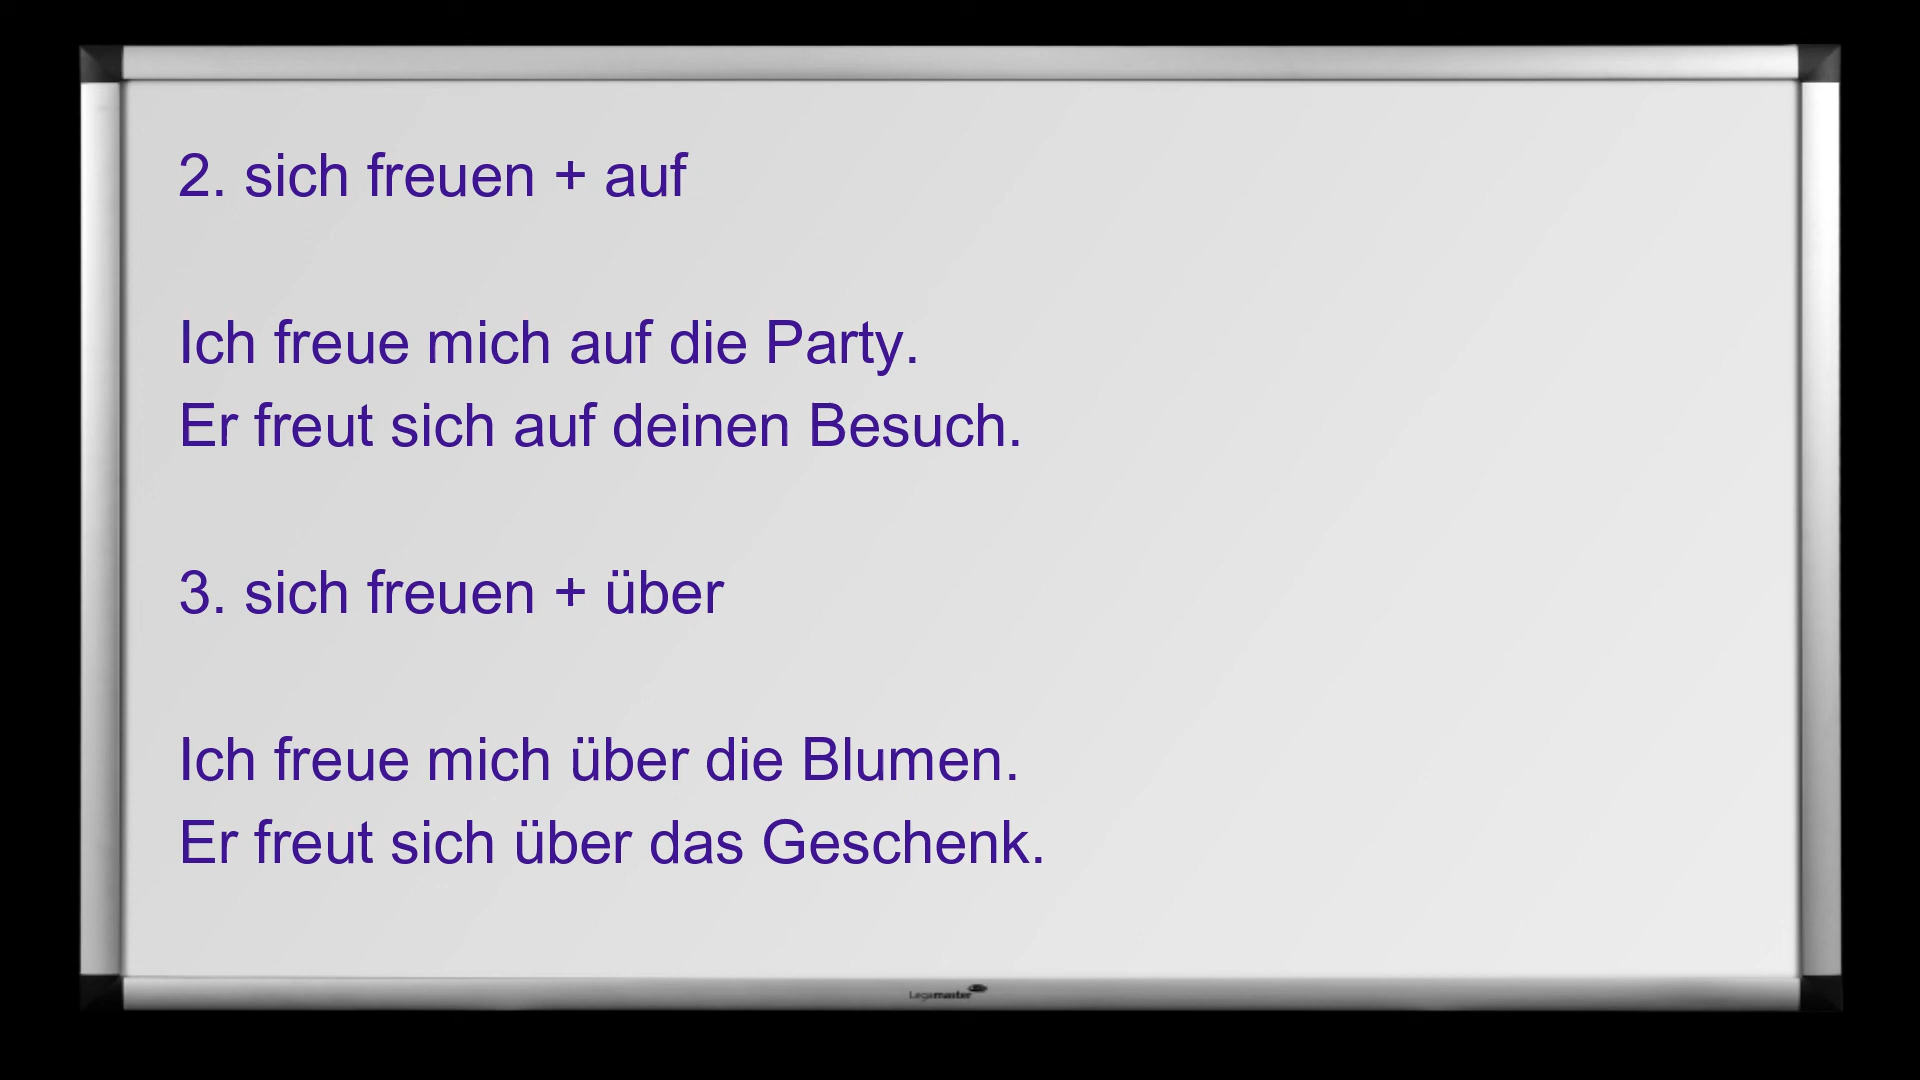 2. sich freuen + auf
Ich freue mich auf die Party.
Er freut sich auf deinen Besuch.
3. sich freuen + über
Ich freue mich über die Blumen.
Er freut sich über das Geschenk.
Legamaster